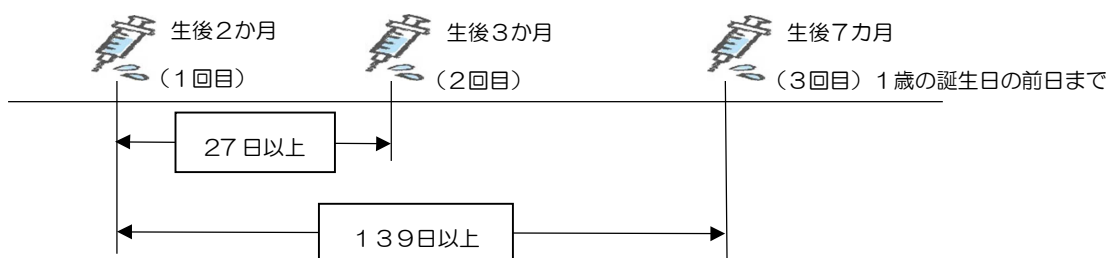 生後２か月
（１回目）
生後３か月
（２回目）
生後７カ月
（３回目）１歳の誕生日の前日まで
27日以上
１３９日以上